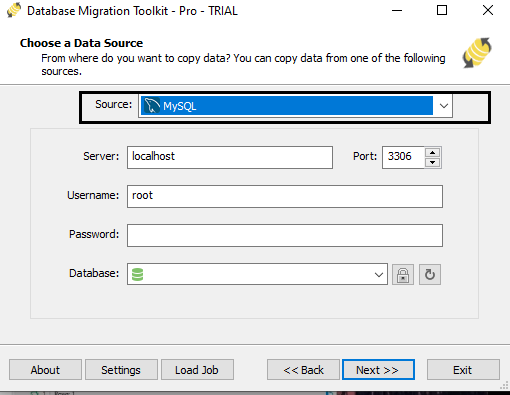 Database Migration Toolkit - Pro - TRIAL
Choose a Data Source
From where do you want to copy data? You can copy data from one of the following
sources.
Source: MySQL
Server: localhost Port: 3306
Username: root
Password:
Database:
About Settings Load Job << Back Next >> Exit